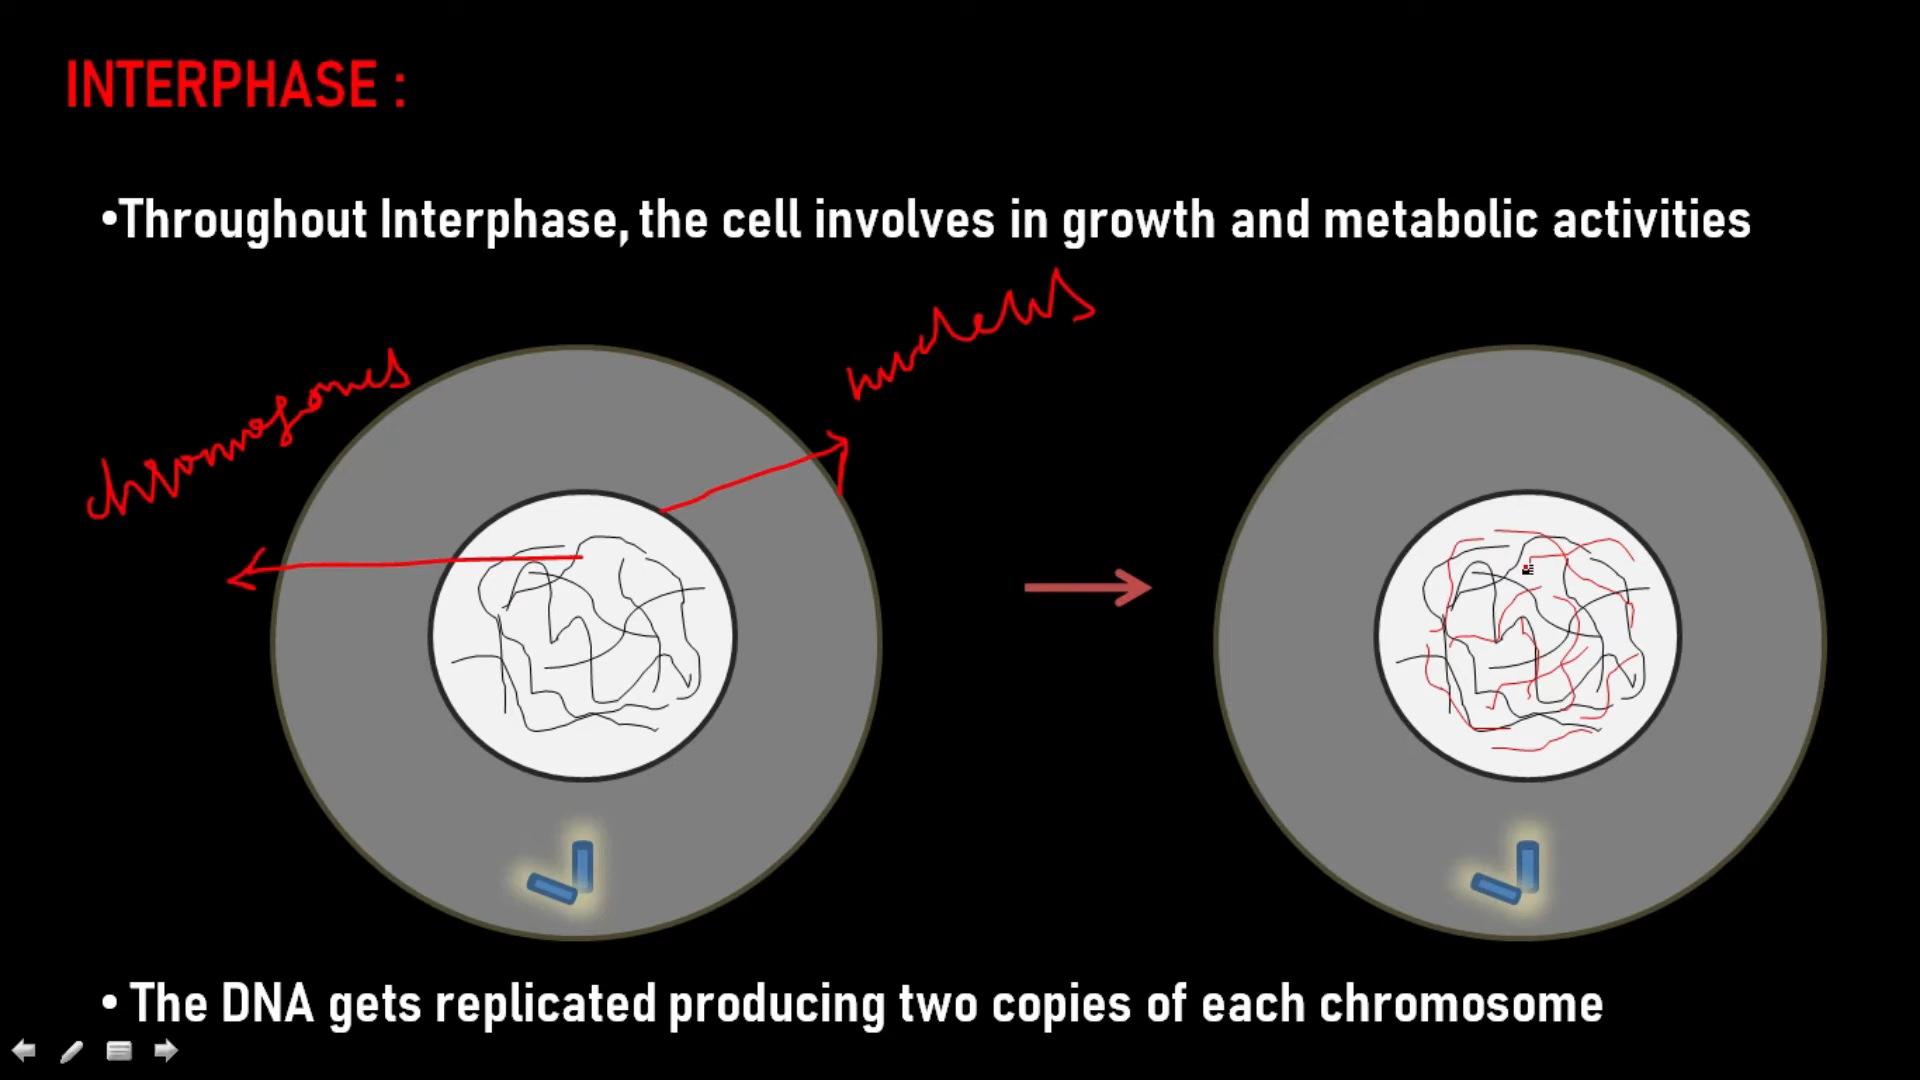 INTERPHASE :
•Throughout Interphase, the cell involves in growth and metabolic activities
nucleus
chromosomes
• The DNA gets replicated producing two copies of each chromosome